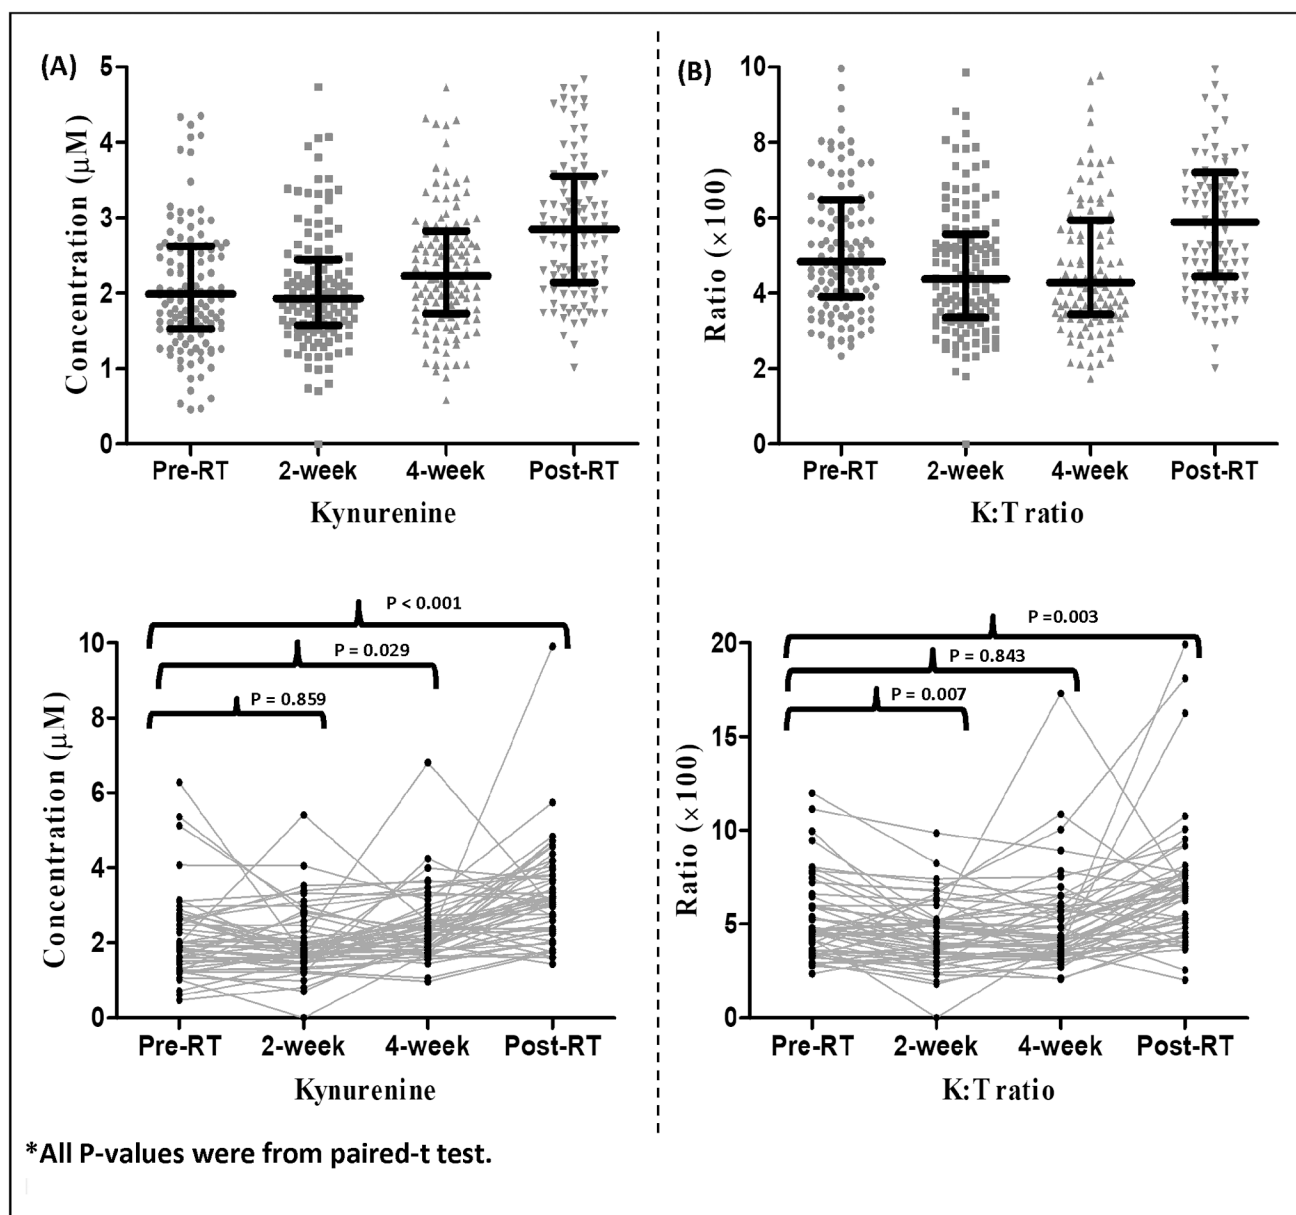 (A)
5
4
3
2
1
0
Concentration (μM)
Pre-RT 2-week 4-week Post-RT
Kynurenine
(B)
10
8
6
4
2
0
Ratio (×100)
Pre-RT 2-week 4-week Post-RT
K:T ratio
P < 0.001
P = 0.029
P = 0.859
10
8
6
4
2
0
Concentration (μM)
Pre-RT 2-week 4-week Post-RT
Kynurenine
P =0.003
P = 0.843
P = 0.007
20
15
10
5
0
Ratio (×100)
Pre-RT 2-week 4-week Post-RT
K:T ratio
*All P-values were from paired-t test.